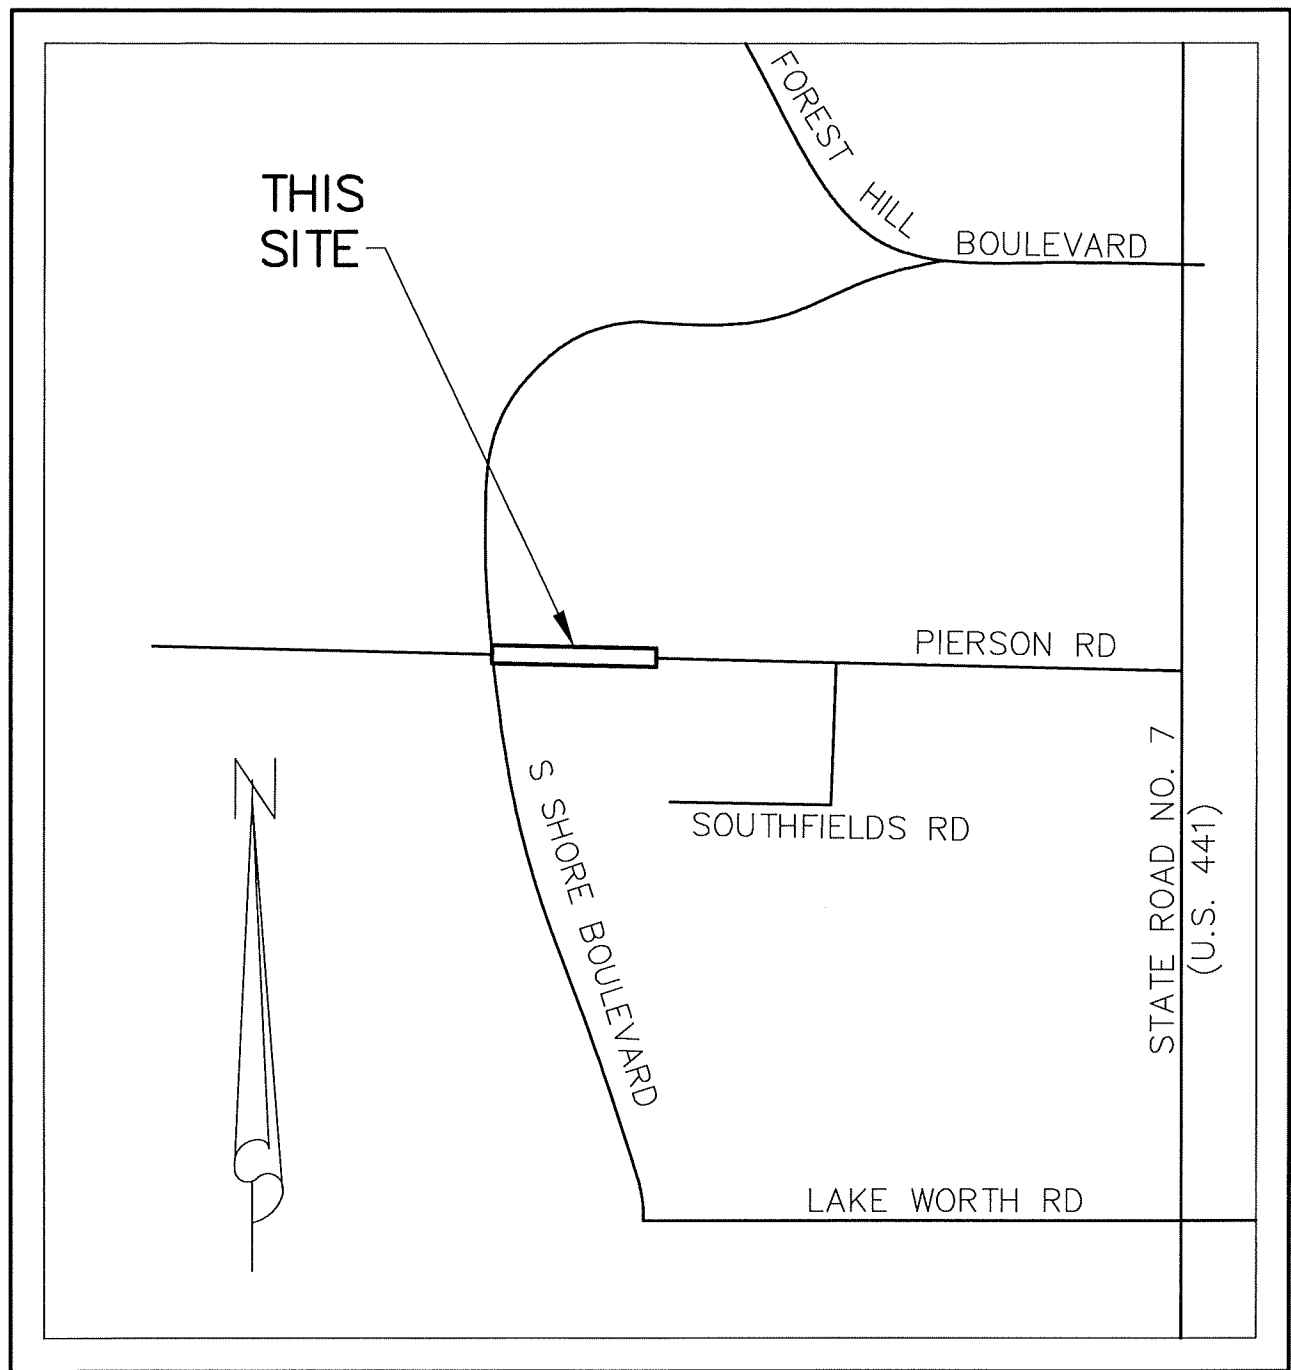 FOREST HILL BOULEVARD
THIS
SITE
PIERSON RD
S SHORE BOULEVARD
SOUTHFIELDS RD
STATE ROAD NO. 7
(U.S. 441)
N
LAKE WORTH RD